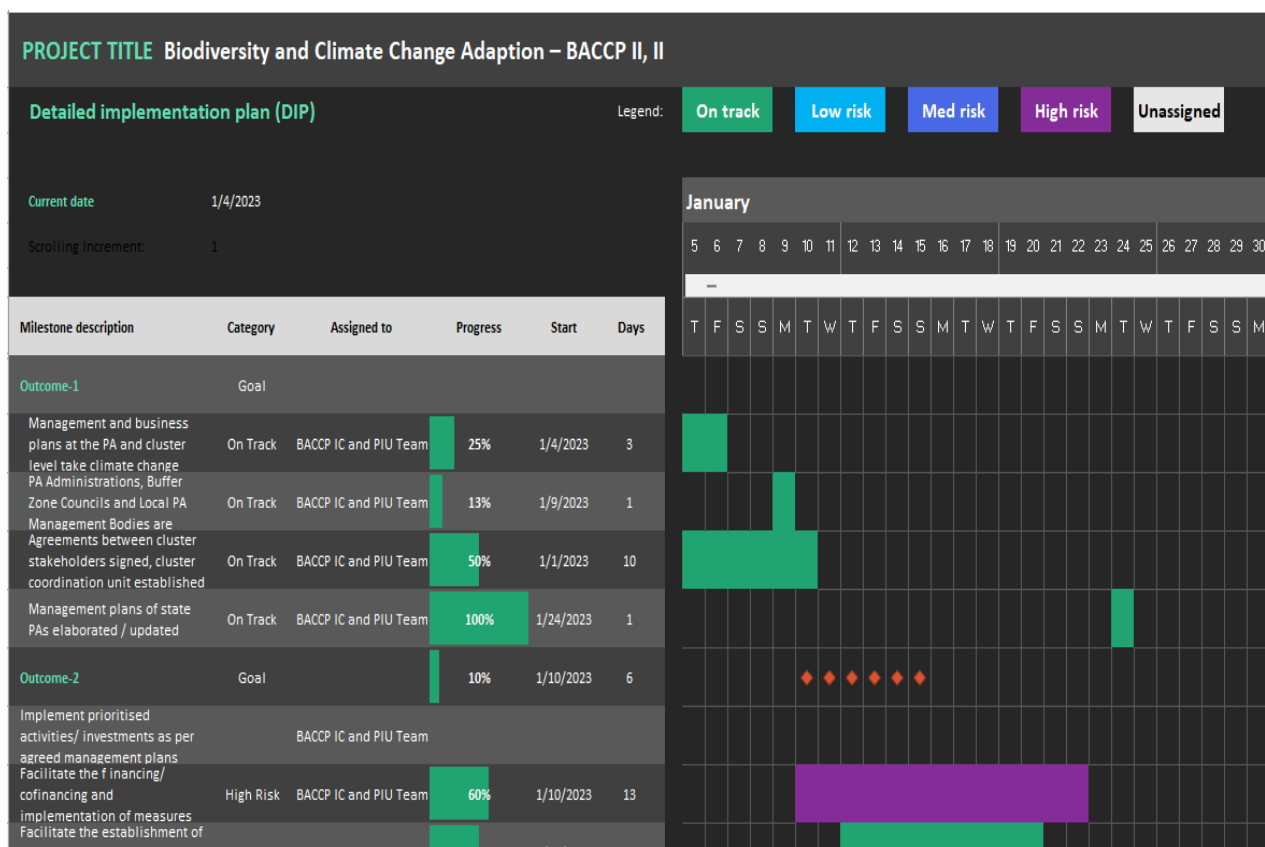 PROJECT TITLE Biodiversity and Climate Change Adaption – BACCP II, II
Detailed implementation plan (DIP)
Legend:
On track
Low risk
Med risk
High risk
Unassigned
Current date 1/4/2023
January
Scrolling Increment: 1
5 6 7 8 9 10 11 12 13 14 15 16 17 18 19 20 21 22 23 24 25 26 27 28 29 30
Milestone description Category Assigned to Progress Start Days
T F S S M T W T F S S M T W T F S S M T W T F S S M
Outcome-1 Goal
Management and business
plans at the PA and cluster
level take climate change
On Track BACCP IC and PIU Team 25% 1/4/2023 3
PA Administrations, Buffer
Zone Councils and Local PA
Management Bodies are
On Track BACCP IC and PIU Team 13% 1/9/2023 1
Agreements between cluster
stakeholders signed, cluster
coordination unit established
On Track BACCP IC and PIU Team 50% 1/1/2023 10
Management plans of state
PAs elaborated / updated
On Track BACCP IC and PIU Team 100% 1/24/2023 1
Outcome-2 Goal 10% 1/10/2023 6
Implement prioritised
activities/ investments as per
agreed management plans
BACCP IC and PIU Team
Facilitate the f inancing/
cofinancing and
implementation of measures
High Risk BACCP IC and PIU Team 60% 1/10/2023 13
Facilitate the establishment of